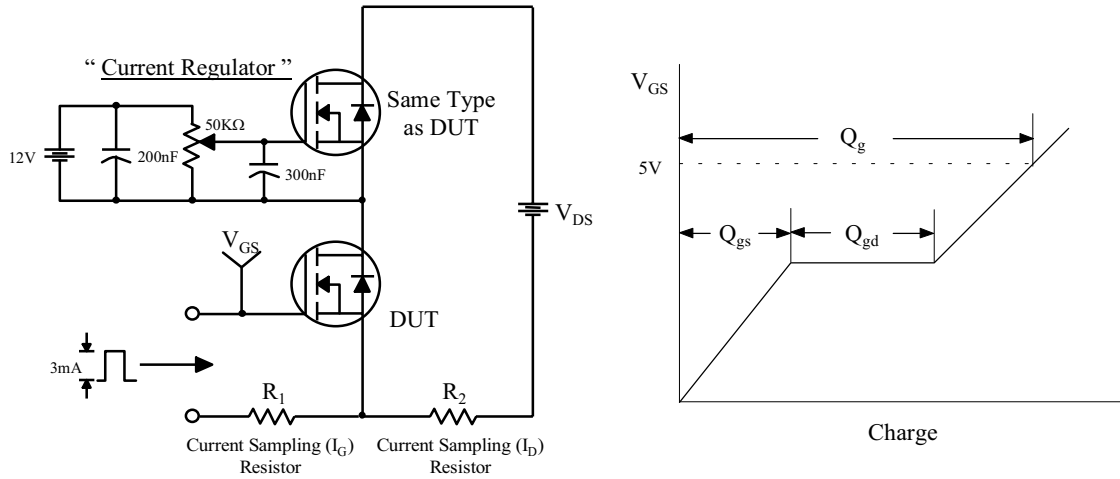 “ Current Regulator ”
12V
200nF
50KΩ
300nF
Same Type
as DUT
V_DS
V_GS
DUT
3mA
R_1
R_2
Current Sampling (I_G)
Resistor
Current Sampling (I_D)
Resistor
V_GS
Q_g
5V
Q_gs
Q_gd
Charge